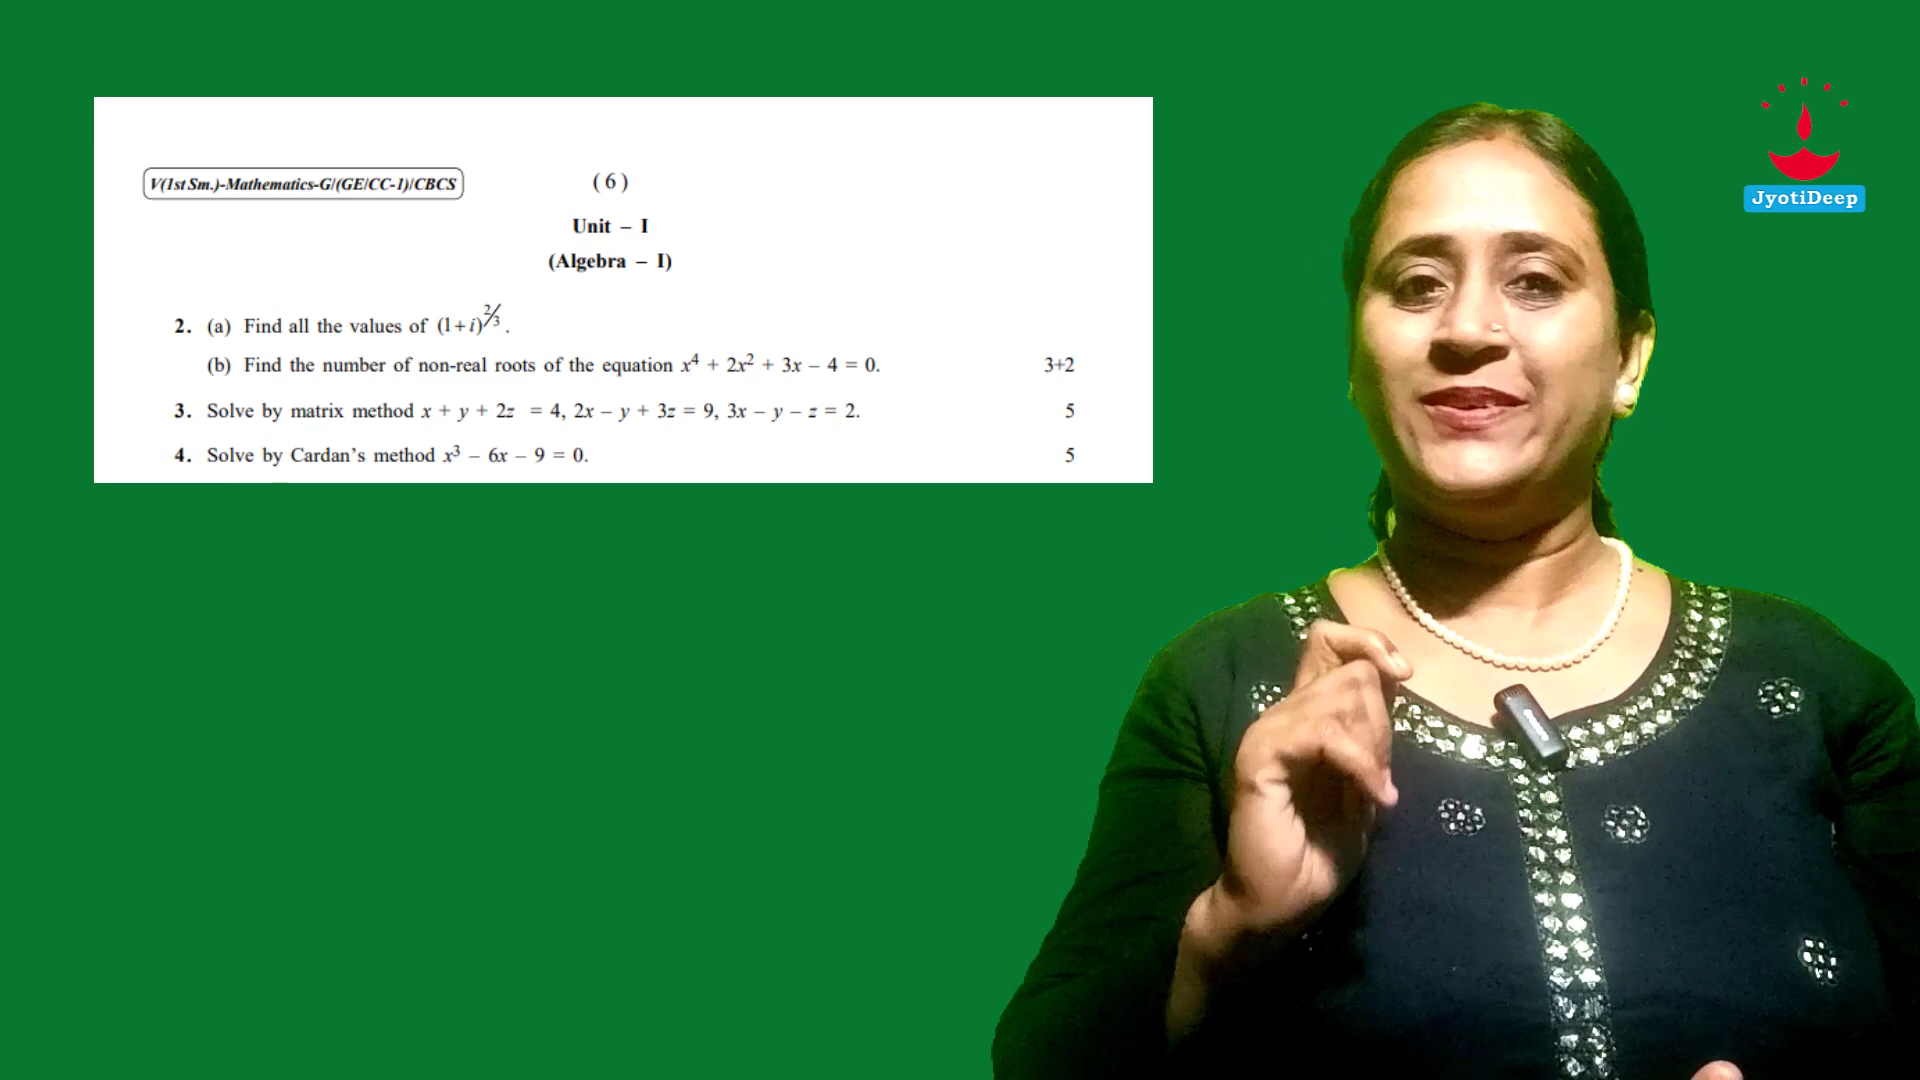 V(1st Sm.)-Mathematics-G/(GE/CC-1)/CBCS
( 6 )
Unit – I
(Algebra – I)
2. (a) Find all the values of (1+i)^2/3.
(b) Find the number of non-real roots of the equation x⁴ + 2x² + 3x – 4 = 0. 3+2
3. Solve by matrix method x + y + 2z = 4, 2x – y + 3z = 9, 3x – y – z = 2. 5
4. Solve by Cardan's method x³ – 6x – 9 = 0. 5
JyotiDeep